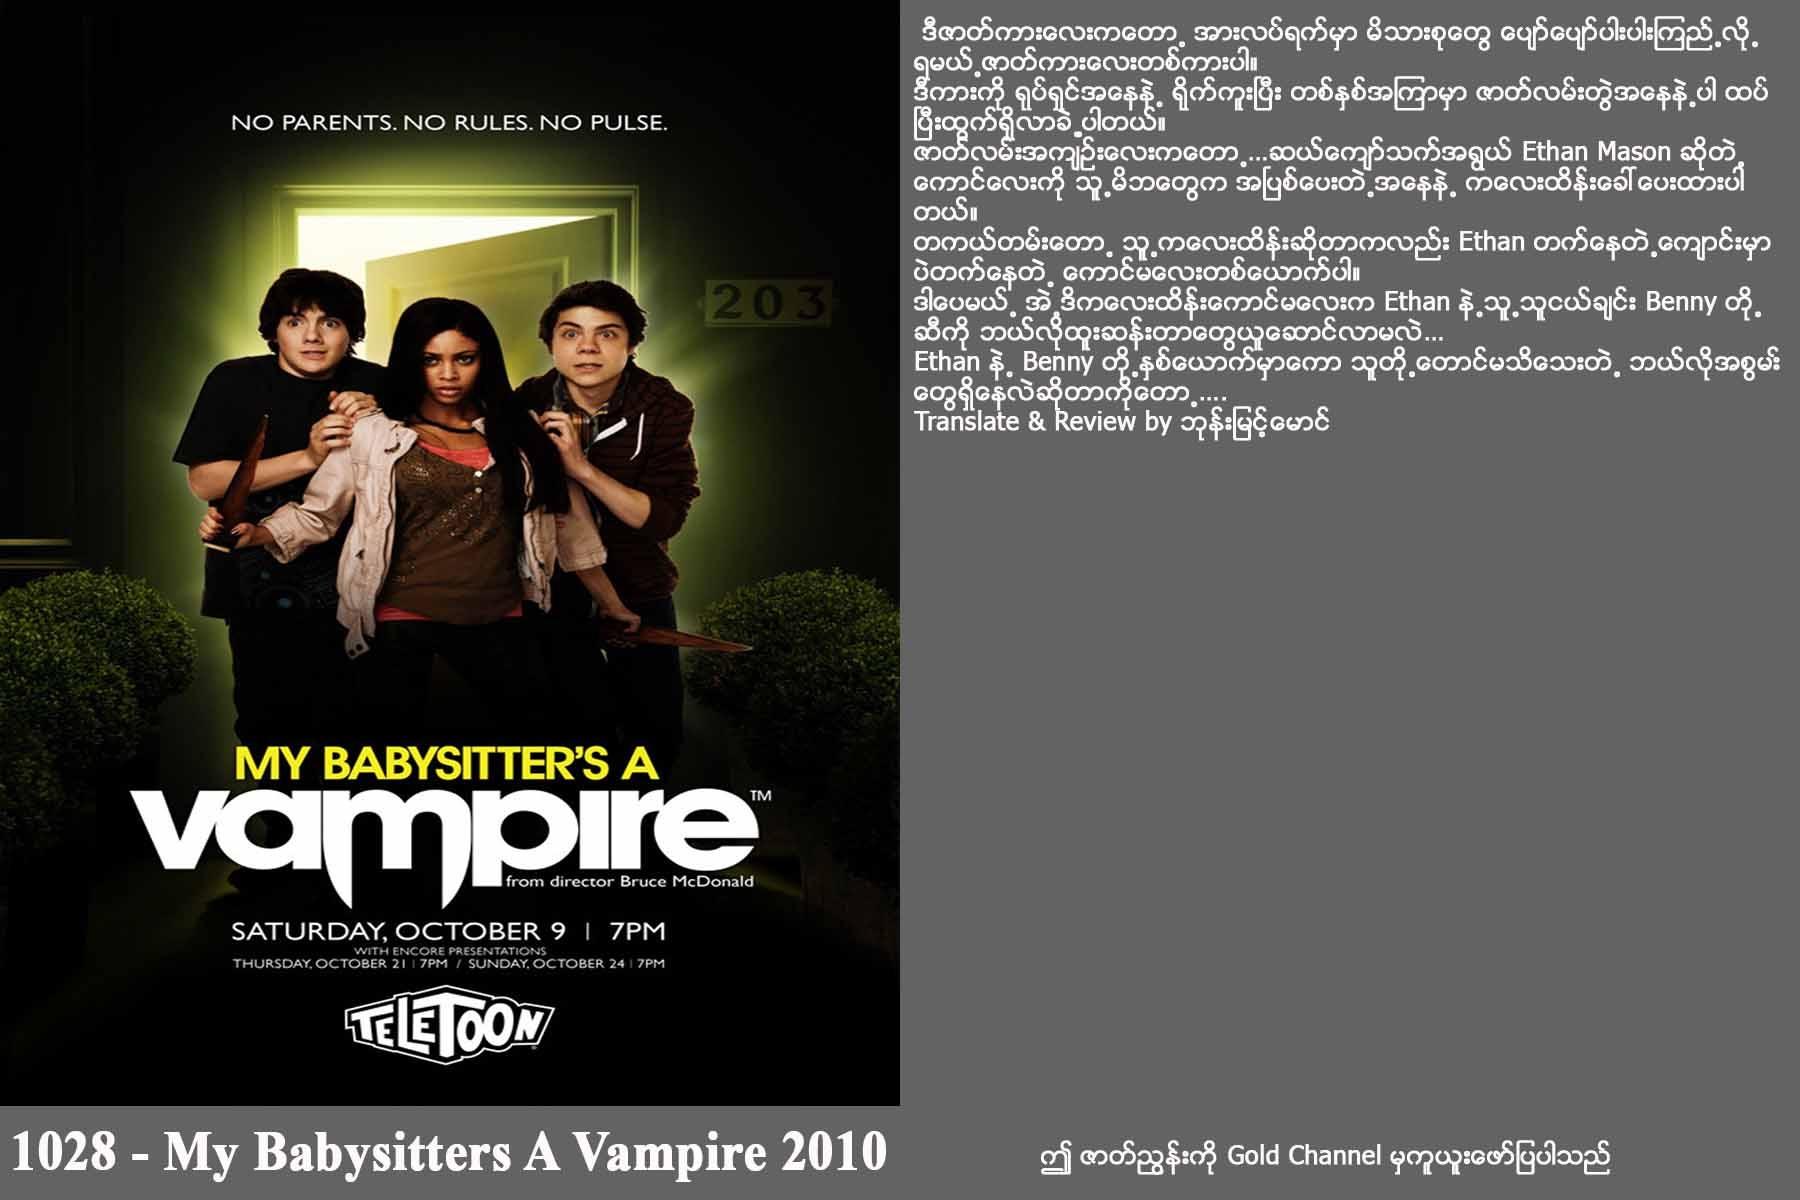 NO PARENTS. NO RULES. NO PULSE.
203
MY BABYSITTER'S A
vampire™
from director Bruce McDonald
SATURDAY, OCTOBER 9 | 7PM
WITH ENCORE PRESENTATIONS
THURSDAY, OCTOBER 21 | 7PM / SUNDAY, OCTOBER 24 | 7PM
TELETOON
1028 - My Babysitters A Vampire 2010
ဒီဇာတ်ကားလေးကတော့ အားလပ်ရက်မှာ မိသားစုတွေ ပျော်ပျော်ပါးပါးကြည့်လို့
ရမယ့်ဇာတ်ကားလေးတစ်ကားပါ။
ဒီကားကို ရုပ်ရှင်အနေနဲ့ ရိုက်ကူးပြီး တစ်နှစ်အကြာမှာ ဇာတ်လမ်းတွဲအနေနဲ့ပါ ထပ်
ပြီးထွက်ရှိလာခဲ့ပါတယ်။
ဇာတ်လမ်းအကျဉ်းလေးကတော့...ဆယ်ကျော်သက်အရွယ် Ethan Mason ဆိုတဲ့
ကောင်လေးကို သူ့မိဘတွေက အပြစ်ပေးတဲ့အနေနဲ့ ကလေးထိန်းခေါ်ပေးထားပါ
တယ်။
တကယ်တမ်းတော့ သူ့ကလေးထိန်းဆိုတာကလည်း Ethan တက်နေတဲ့ကျောင်းမှာ
ပဲတက်နေတဲ့ ကောင်မလေးတစ်ယောက်ပါ။
ဒါပေမယ့် အဲ့ဒိကလေးထိန်းကောင်မလေးက Ethan နဲ့သူ့သူငယ်ချင်း Benny တို့
ဆီကို ဘယ်လိုထူးဆန်းတာတွေယူဆောင်လာမလဲ...
Ethan နဲ့ Benny တို့နှစ်ယောက်မှာကော သူတို့တောင်မသိသေးတဲ့ ဘယ်လိုအစွမ်း
တွေရှိနေလဲဆိုတာကိုတော့....
Translate & Review by ဘုန်းမြင့်မောင်
ဤ ဇာတ်ညွှန်းကို Gold Channel မှကူယူးဖော်ပြပါသည်